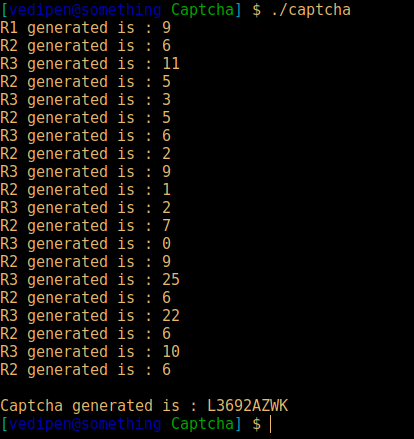 [vedipen@something Captcha] $ ./captcha
R1 generated is : 9
R2 generated is : 6
R3 generated is : 11
R2 generated is : 5
R3 generated is : 3
R2 generated is : 5
R3 generated is : 6
R2 generated is : 2
R3 generated is : 9
R2 generated is : 1
R3 generated is : 2
R2 generated is : 7
R3 generated is : 0
R2 generated is : 9
R3 generated is : 25
R2 generated is : 6
R3 generated is : 22
R2 generated is : 6
R3 generated is : 10
R2 generated is : 6
Captcha generated is : L3692AZWK
[vedipen@something Captcha] $